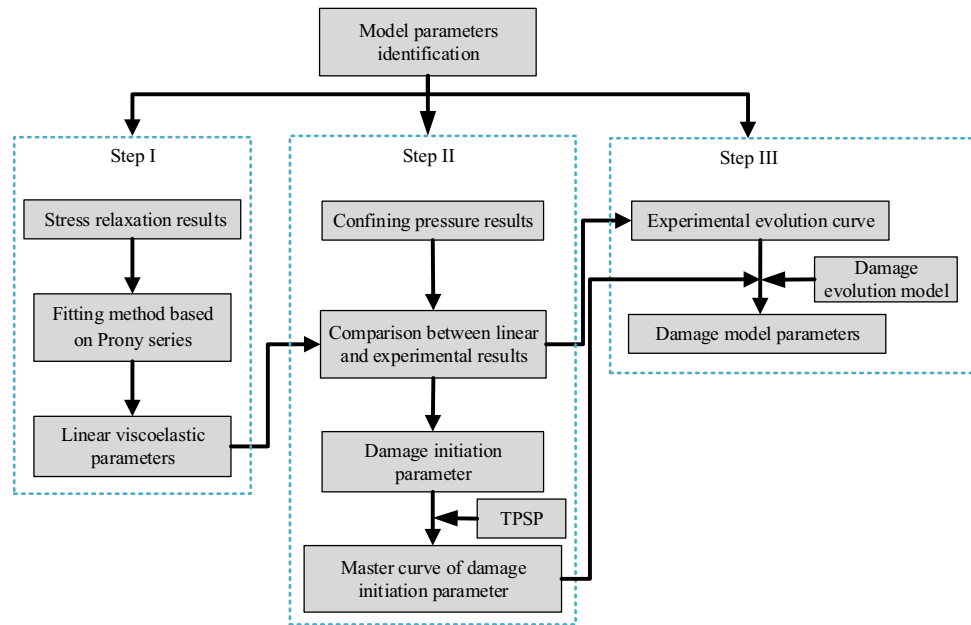 Model parameters
identification
Step I
Stress relaxation results
Fitting method based
on Prony series
Linear viscoelastic
parameters
Step II
Confining pressure results
Comparison between linear
and experimental results
Damage initiation
parameter
TPSP
Master curve of damage
initiation parameter
Step III
Experimental evolution curve
Damage
evolution model
Damage model parameters